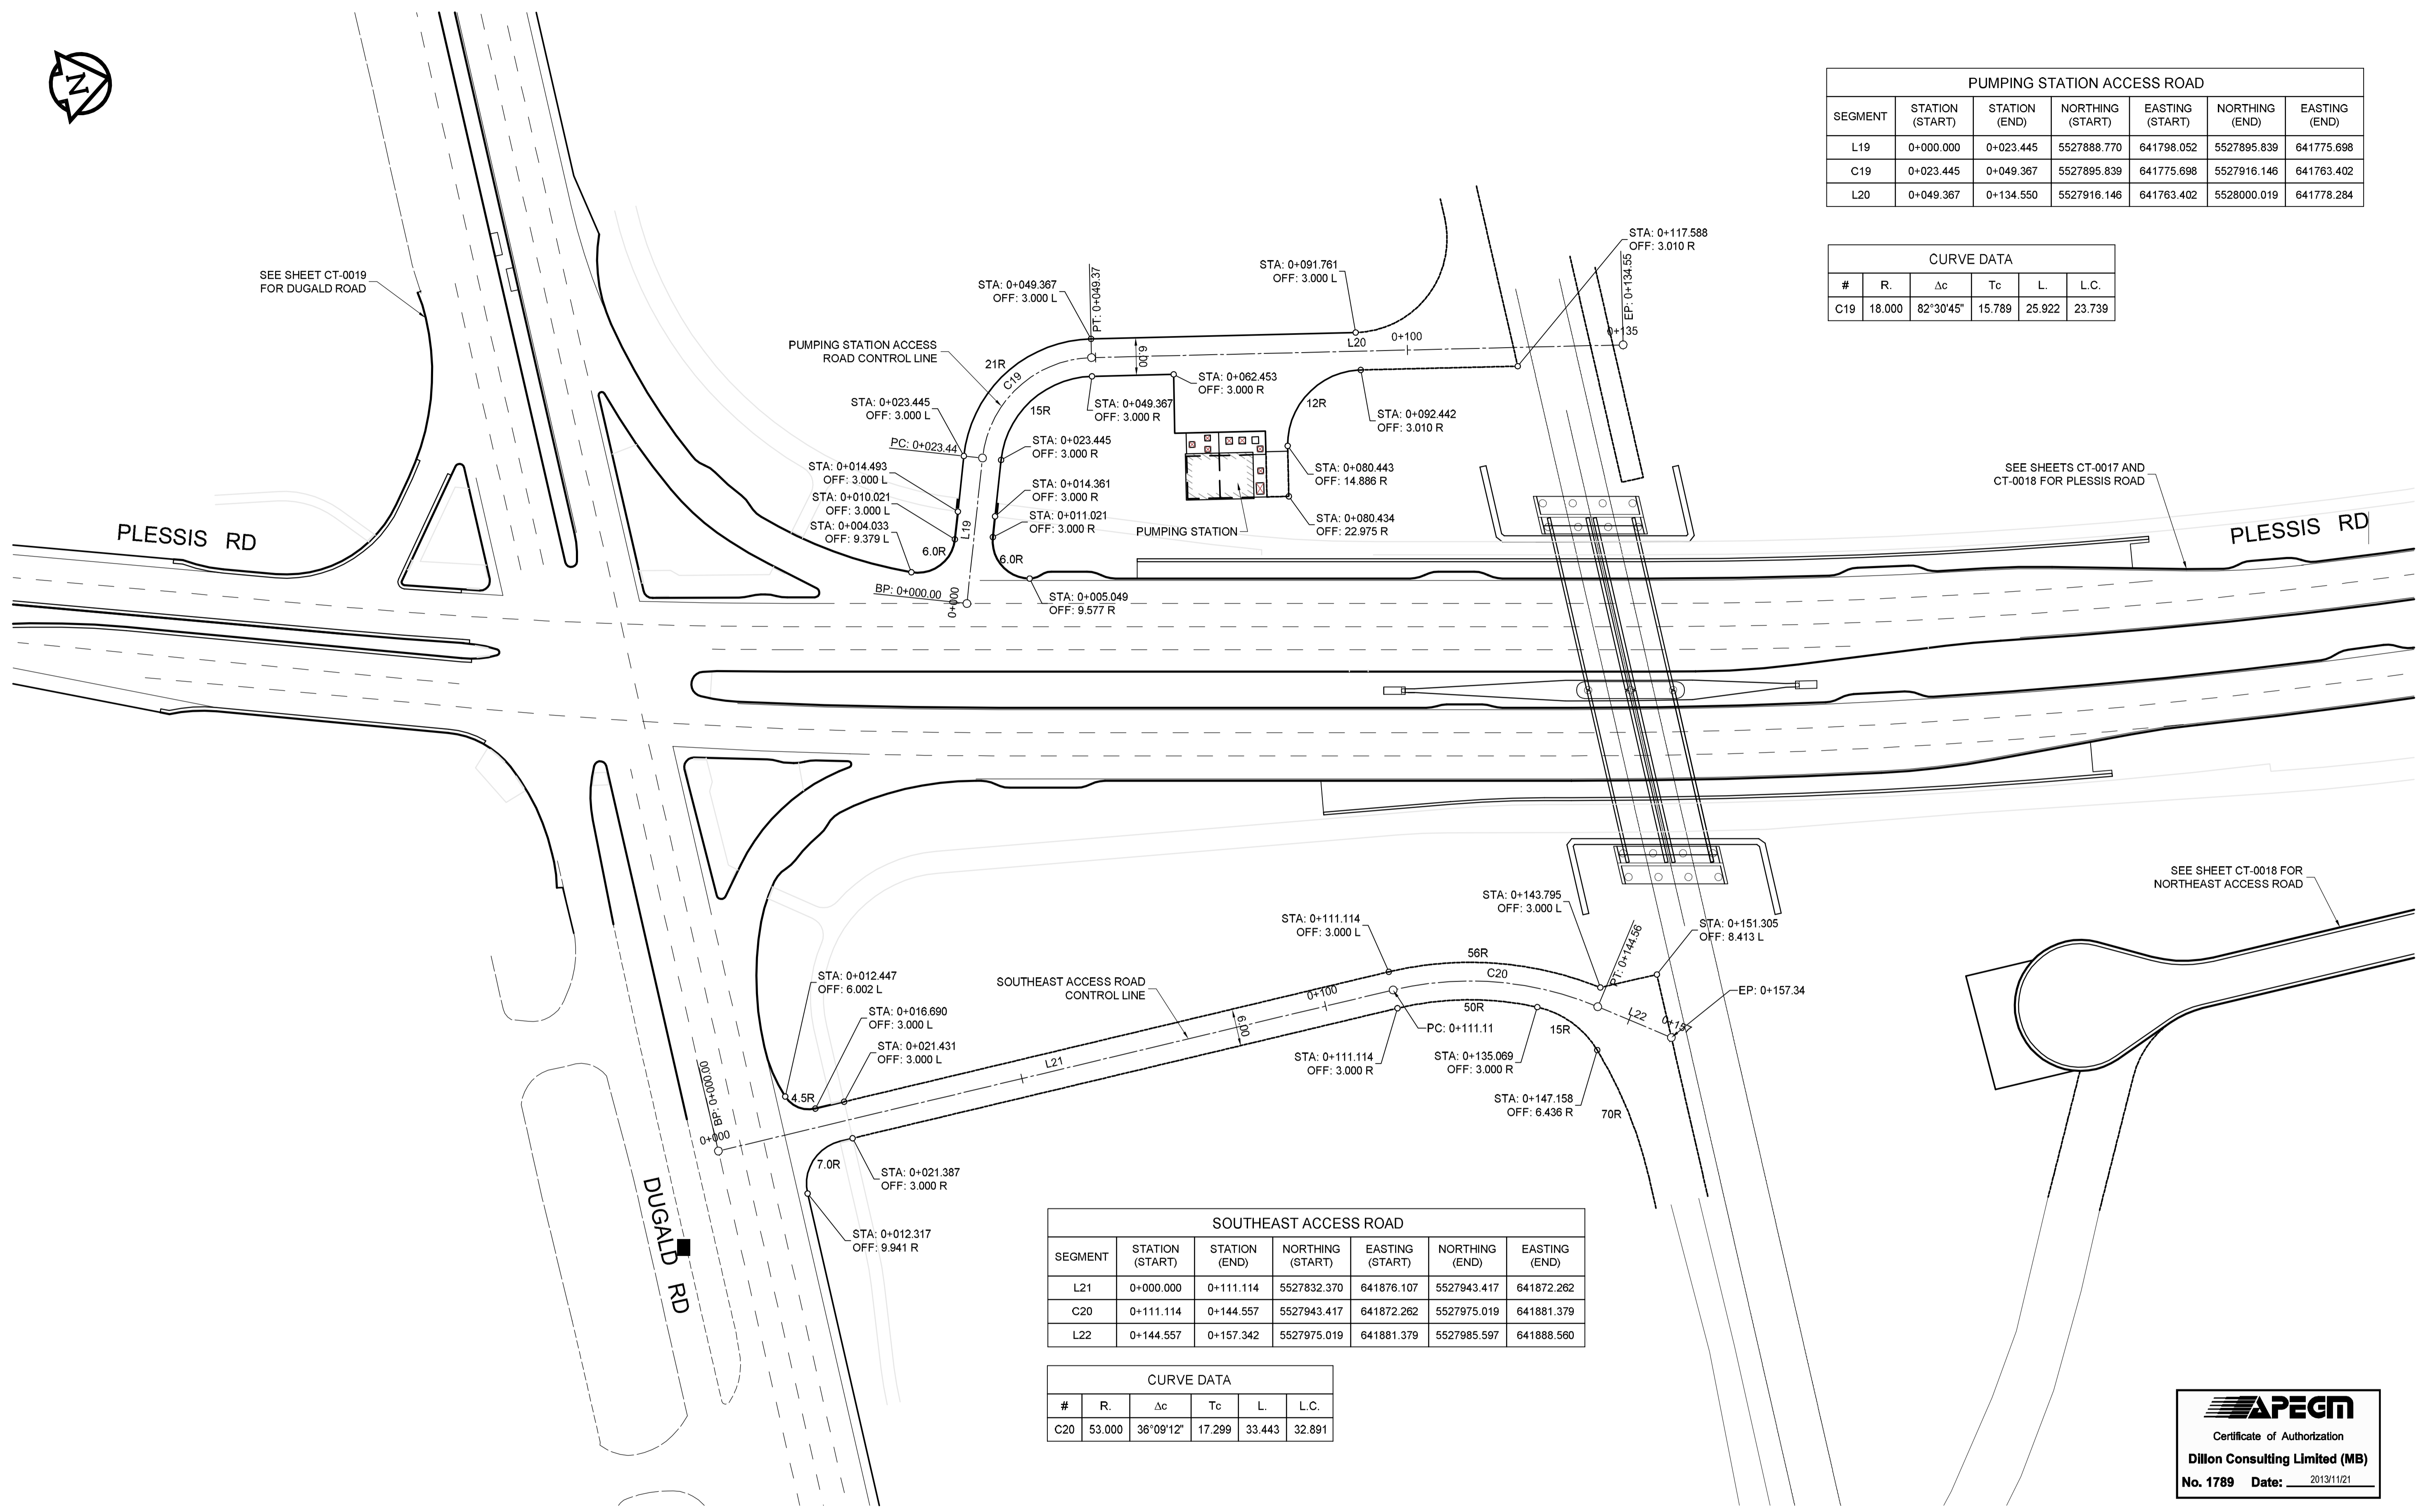 N
PUMPING STATION ACCESS ROAD
SEGMENT STATION (START) STATION (END) NORTHING (START) EASTING (START) NORTHING (END) EASTING (END)
L19 0+000.000 0+023.445 5527888.770 641798.052 5527895.839 641775.698
C19 0+023.445 0+049.367 5527895.839 641775.698 5527916.146 641763.402
L20 0+049.367 0+134.550 5527916.146 641763.402 5528000.019 641778.284
CURVE DATA
# R. Δc Tc L. L.C.
C19 18.000 82°30'45" 15.789 25.922 23.739
SEE SHEET CT-0019
FOR DUGALD ROAD
STA: 0+117.588
OFF: 3.010 R
EP: 0+134.55
0+135
STA: 0+091.761
OFF: 3.000 L
STA: 0+049.367
OFF: 3.000 L
PT: 0+049.37
L20
0+100
PUMPING STATION ACCESS
ROAD CONTROL LINE
21R
C19
6.00
STA: 0+062.453
OFF: 3.000 R
STA: 0+023.445
OFF: 3.000 L
15R
STA: 0+049.367
OFF: 3.000 R
12R
STA: 0+092.442
OFF: 3.010 R
PC: 0+023.44
STA: 0+023.445
OFF: 3.000 R
STA: 0+014.493
OFF: 3.000 L
STA: 0+080.443
OFF: 14.886 R
STA: 0+014.361
OFF: 3.000 R
STA: 0+010.021
OFF: 3.000 L
STA: 0+011.021
OFF: 3.000 R
STA: 0+004.033
OFF: 9.379 L
L19
STA: 0+080.434
OFF: 22.975 R
PUMPING STATION
6.0R
6.0R
BP: 0+000.00
0+000
STA: 0+005.049
OFF: 9.577 R
SEE SHEETS CT-0017 AND
CT-0018 FOR PLESSIS ROAD
PLESSIS RD
PLESSIS RD
SEE SHEET CT-0018 FOR
NORTHEAST ACCESS ROAD
STA: 0+143.795
OFF: 3.000 L
STA: 0+111.114
OFF: 3.000 L
STA: 0+151.305
OFF: 8.413 L
PT: 0+144.56
56R
C20
STA: 0+012.447
OFF: 6.002 L
SOUTHEAST ACCESS ROAD
CONTROL LINE
0+100
EP: 0+157.34
STA: 0+016.690
OFF: 3.000 L
50R
L22
0+157
6.00
PC: 0+111.11
15R
STA: 0+021.431
OFF: 3.000 L
L21
STA: 0+111.114
OFF: 3.000 R
STA: 0+135.069
OFF: 3.000 R
4.5R
STA: 0+147.158
OFF: 6.436 R
70R
BP: 0+000.00
0+000
7.0R
STA: 0+021.387
OFF: 3.000 R
STA: 0+012.317
OFF: 9.941 R
DUGALD RD
SOUTHEAST ACCESS ROAD
SEGMENT STATION (START) STATION (END) NORTHING (START) EASTING (START) NORTHING (END) EASTING (END)
L21 0+000.000 0+111.114 5527832.370 641876.107 5527943.417 641872.262
C20 0+111.114 0+144.557 5527943.417 641872.262 5527975.019 641881.379
L22 0+144.557 0+157.342 5527975.019 641881.379 5527985.597 641888.560
CURVE DATA
# R. Δc Tc L. L.C.
C20 53.000 36°09'12" 17.299 33.443 32.891
APEGM
Certificate of Authorization
Dillon Consulting Limited (MB)
No. 1789 Date: 2013/11/21